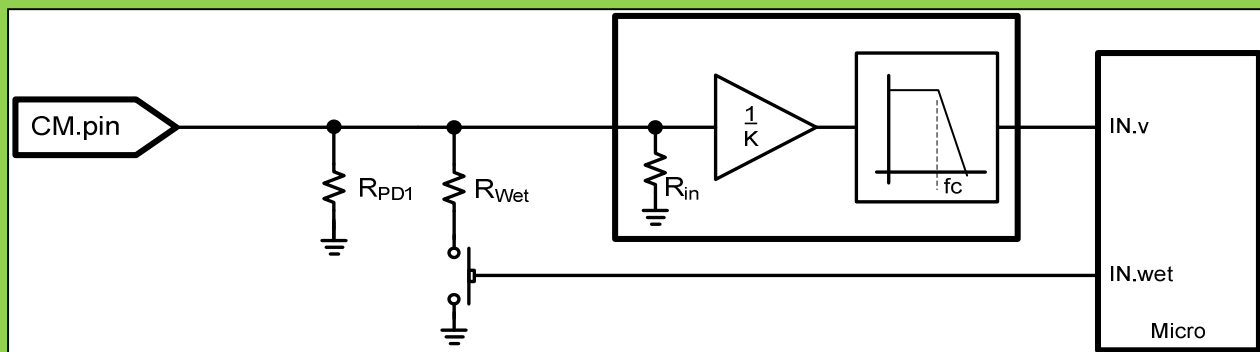 CM.pin
R_PD1
R_Wet
R_in
1
K
fc
IN.v
IN.wet
Micro